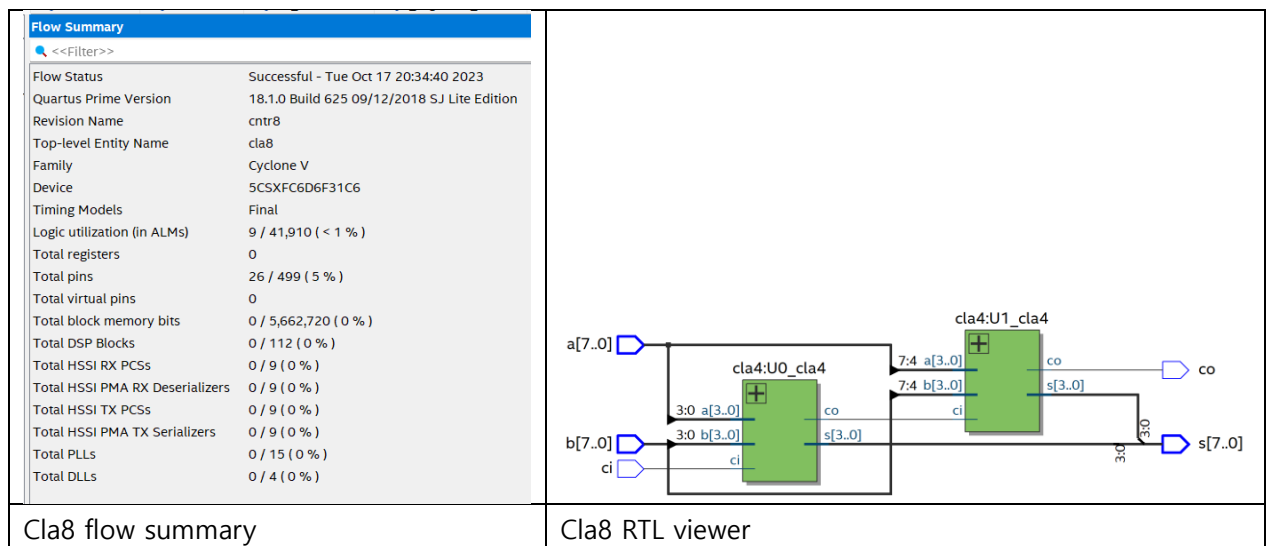 Flow Summary
<<Filter>>
Flow Status Successful - Tue Oct 17 20:34:40 2023
Quartus Prime Version 18.1.0 Build 625 09/12/2018 SJ Lite Edition
Revision Name cntr8
Top-level Entity Name cla8
Family Cyclone V
Device 5CSXFC6D6F31C6
Timing Models Final
Logic utilization (in ALMs) 9 / 41,910 ( < 1 % )
Total registers 0
Total pins 26 / 499 ( 5 % )
Total virtual pins 0
Total block memory bits 0 / 5,662,720 ( 0 % )
Total DSP Blocks 0 / 112 ( 0 % )
Total HSSI RX PCSs 0 / 9 ( 0 % )
Total HSSI PMA RX Deserializers 0 / 9 ( 0 % )
Total HSSI TX PCSs 0 / 9 ( 0 % )
Total HSSI PMA TX Serializers 0 / 9 ( 0 % )
Total PLLs 0 / 15 ( 0 % )
Total DLLs 0 / 4 ( 0 % )
cla4:U1_cla4
a[7..0]
7:4 a[3..0] co
co
cla4:U0_cla4
7:4 b[3..0] s[3..0]
3:0 a[3..0] co
ci
b[7..0]
3:0 b[3..0] s[3..0]
3:0
3:0
s[7..0]
ci
ci
Cla8 flow summary
Cla8 RTL viewer